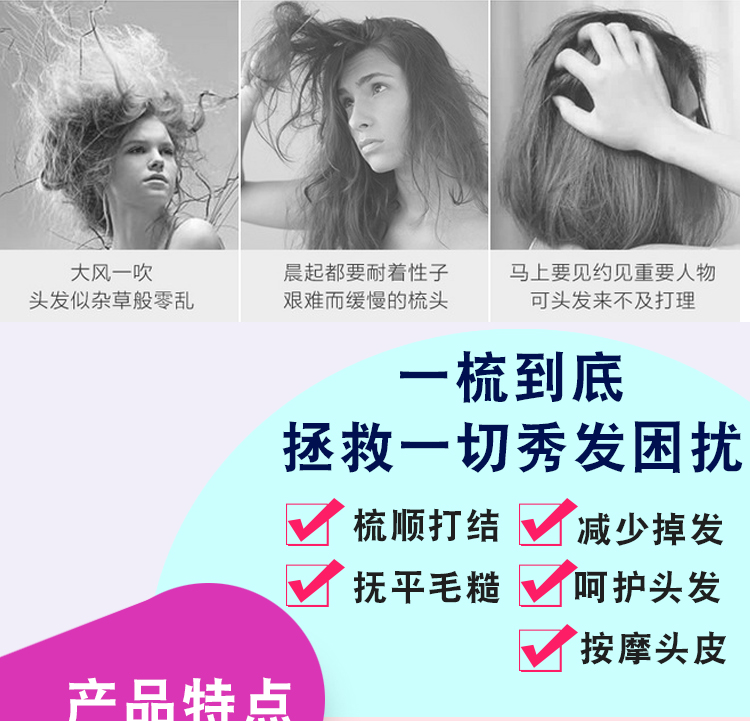 大风一吹
头发似杂草般零乱
晨起都要耐着性子
艰难而缓慢的梳头
马上要见约见重要人物
可头发来不及打理
一梳到底
拯救一切秀发困扰
梳顺打结
减少掉发
抚平毛糙
呵护头发
按摩头皮
产品特点